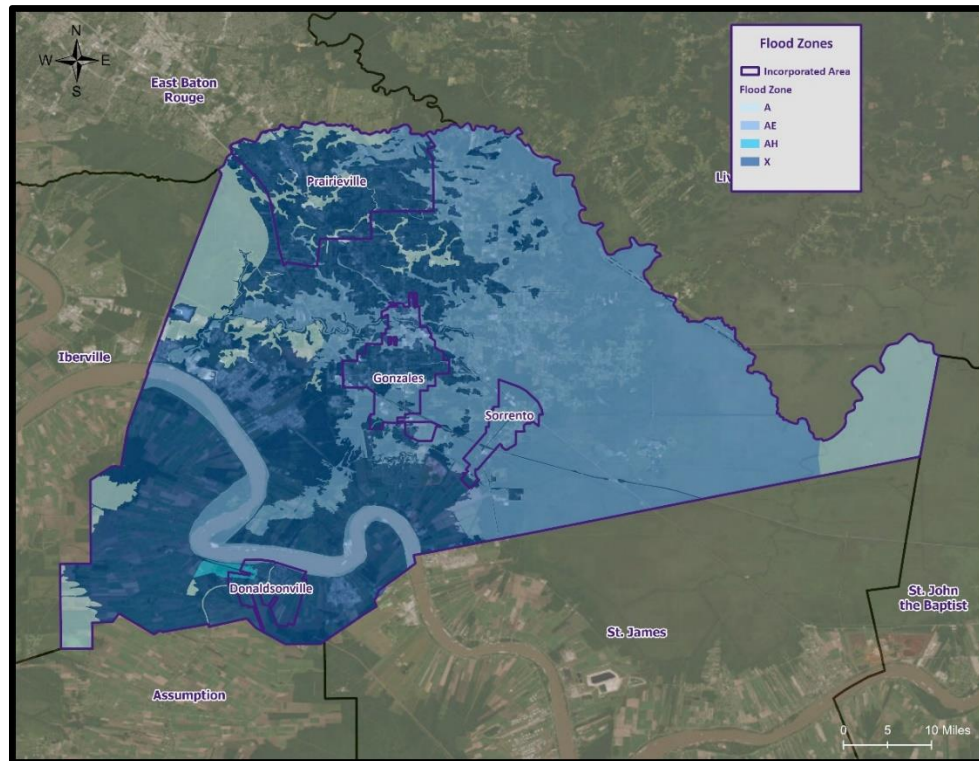 N
W E
S
East Baton
Rouge
Flood Zones
Incorporated Area
Flood Zone
A
AE
AH
X
Prairieville
Iberville
Gonzales
Sorrento
Donaldsonville
St. John
the Baptist
St. James
Assumption
0 5 10 Miles